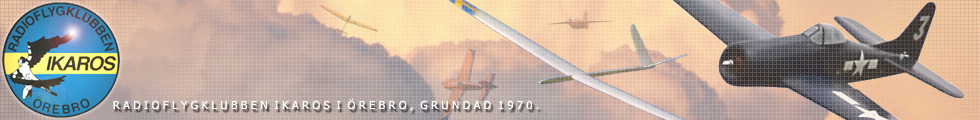 RADIOFLYGKLUBBEN
IKAROS
ÖREBRO
RADIOFLYGKLUBBEN IKAROS I ÖREBRO, GRUNDAD 1970.
3